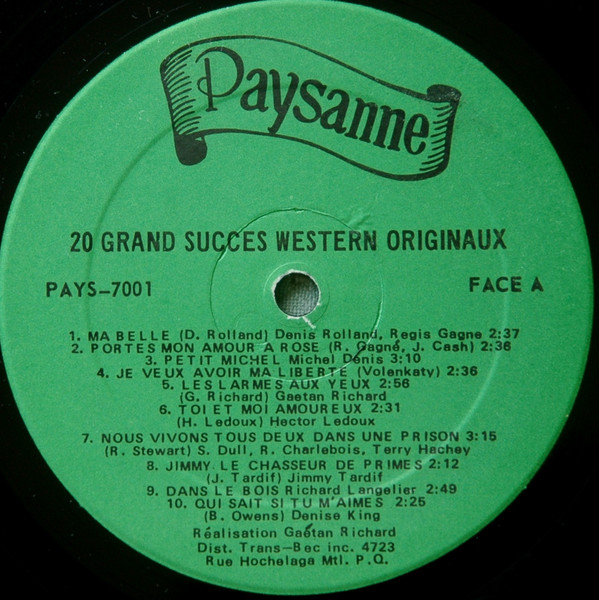 Paysanne
20 GRAND SUCCES WESTERN ORIGINAUX
PAYS-7001 FACE A
1. MA BELLE (D. Rolland) Denis Rolland, Regis Gagne 2:37
2. PORTES MON AMOUR A ROSE (R. Gagné, J. Cash) 2:36
3. PETIT MICHEL Michel Denis 3:10
4. JE VEUX AVOIR MA LIBERTE (Volenkaty) 2:36
5. LES LARMES AUX YEUX 2:56
(G. Richard) Gaetan Richard
6. TOI ET MOI AMOUREUX 2:31
(H. Ledoux) Hector Ledoux
7. NOUS VIVONS TOUS DEUX DANS UNE PRISON 3:15
(R. Stewart) S. Dull, R. Charlebois, Terry Hachey
8. JIMMY LE CHASSEUR DE PRIMES 2:12
(J. Tardif) Jimmy Tardif
9. DANS LE BOIS Richard Langelier 2:49
10. QUI SAIT SI TU M'AIMES 2:25
(B. Owens) Denise King
Réalisation Gaétan Richard
Dist. Trans-Bec inc. 4723
Rue Hochelaga Mtl. P.Q.